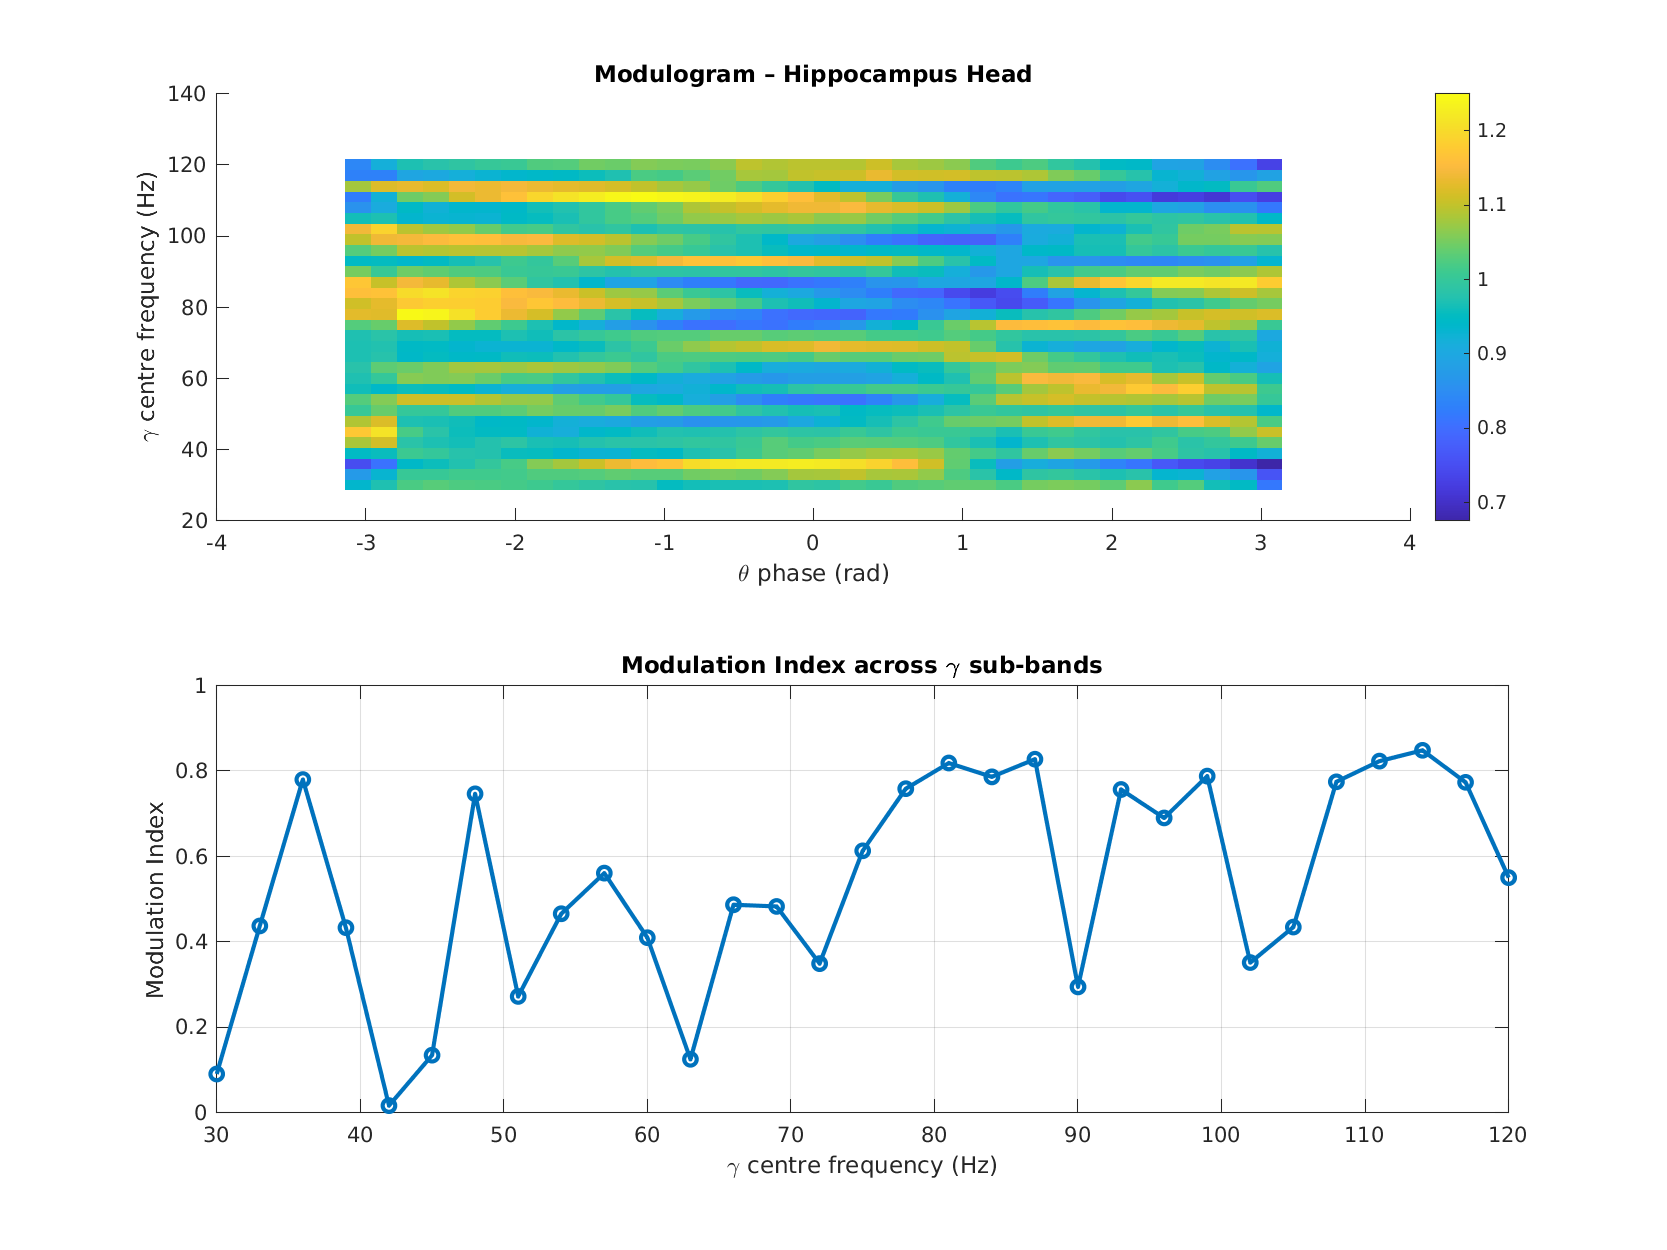 Modulogram – Hippocampus Head
140
120
100
80
60
40
20
γ centre frequency (Hz)
-4 -3 -2 -1 0 1 2 3 4
θ phase (rad)
1.2
1.1
1
0.9
0.8
0.7
Modulation Index across γ sub-bands
1
0.8
0.6
0.4
0.2
0
Modulation Index
30 40 50 60 70 80 90 100 110 120
γ centre frequency (Hz)